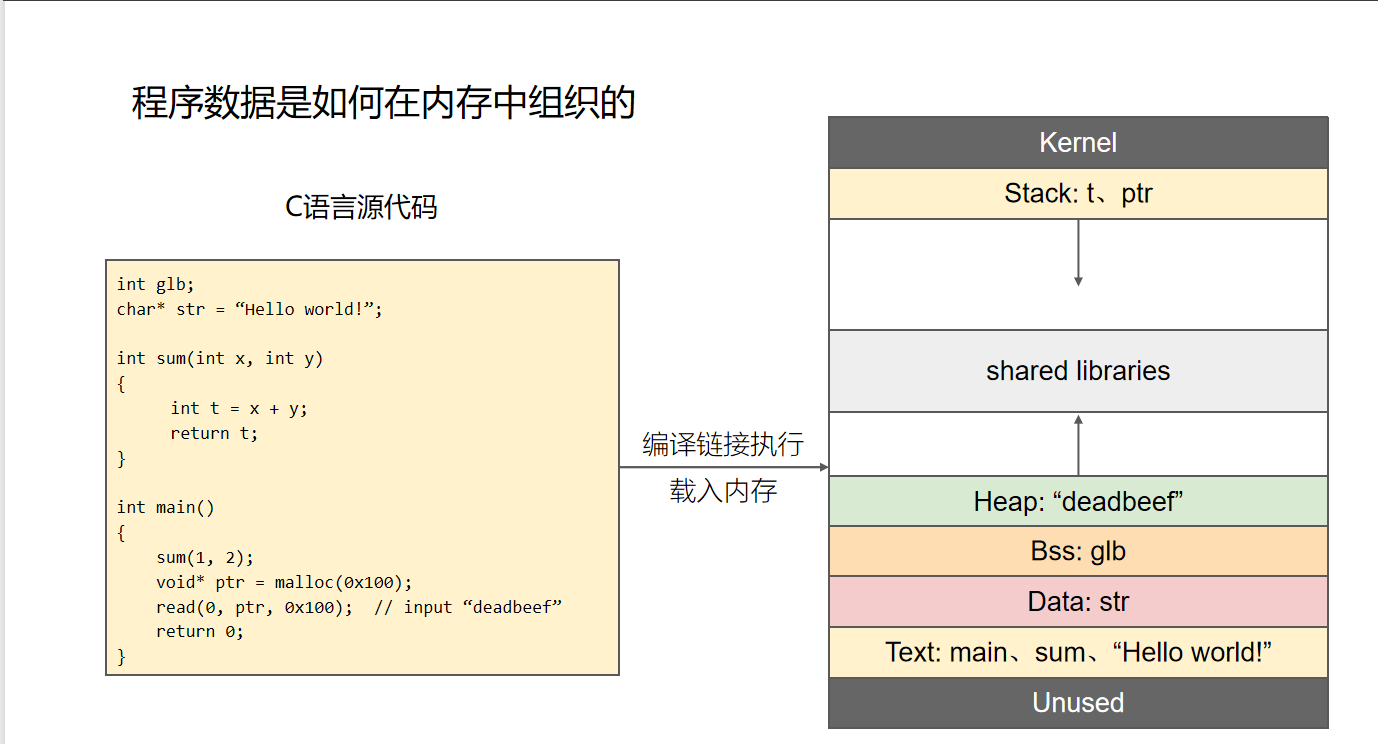 程序数据是如何在内存中组织的
C语言源代码
int glb;
char* str = “Hello world!”;
int sum(int x, int y)
{
int t = x + y;
return t;
}
int main()
{
sum(1, 2);
void* ptr = malloc(0x100);
read(0, ptr, 0x100);  // input “deadbeef”
return 0;
}
编译链接执行
载入内存
Kernel
Stack: t、ptr
shared libraries
Heap: “deadbeef”
Bss: glb
Data: str
Text: main、sum、“Hello world!”
Unused